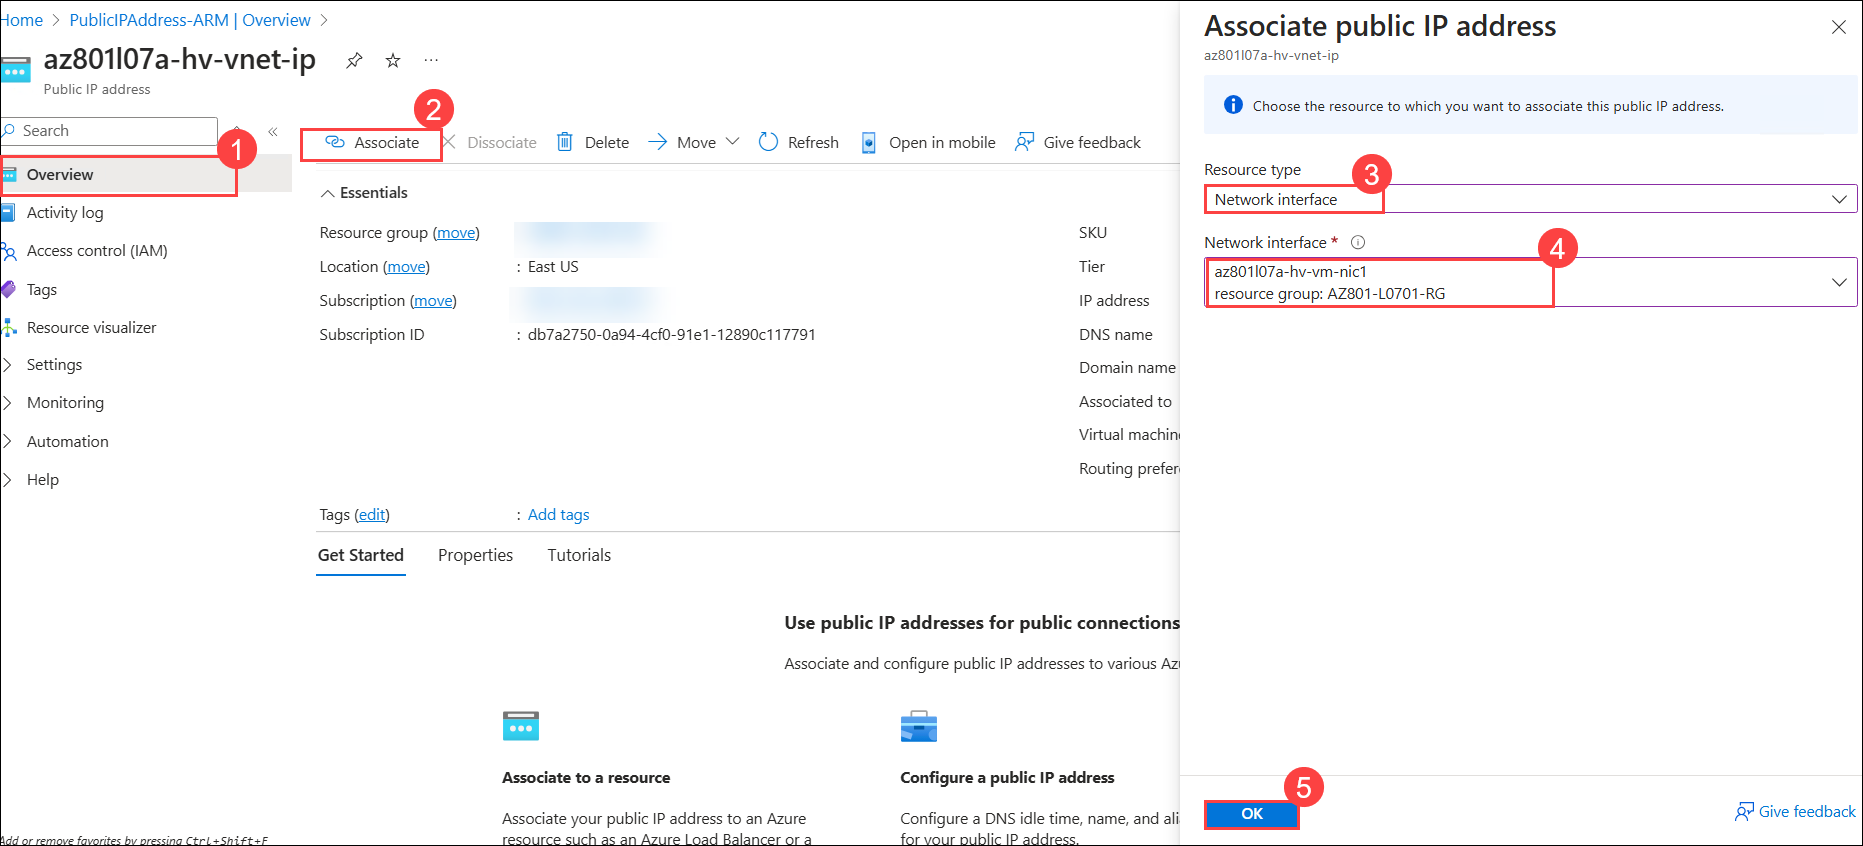 Home > PublicIPAddress-ARM | Overview >
az801l07a-hv-vnet-ip
Public IP address
Search
1
Overview
Activity log
Access control (IAM)
Tags
Resource visualizer
Settings
Monitoring
Automation
Help
Add or remove favorites by pressing Ctrl+Shift+F
2
Associate
Dissociate
Delete
Move
Refresh
Open in mobile
Give feedback
Essentials
Resource group (move)
Location (move) : East US
Subscription (move)
Subscription ID : db7a2750-0a94-4cf0-91e1-12890c117791
SKU
Tier
IP address
DNS name
Domain name
Associated to
Virtual machin
Routing prefer
Tags (edit) : Add tags
Get Started
Properties
Tutorials
Use public IP addresses for public connections
Associate and configure public IP addresses to various Az
Associate to a resource
Associate your public IP address to an Azure
resource such as an Azure Load Balancer or a
Configure a public IP address
Configure a DNS idle time, name, and ali
for your public IP address.
Associate public IP address
az801l07a-hv-vnet-ip
Choose the resource to which you want to associate this public IP address.
Resource type
3
Network interface
Network interface *
4
az801l07a-hv-vm-nic1
resource group: AZ801-L0701-RG
5
OK
Give feedback